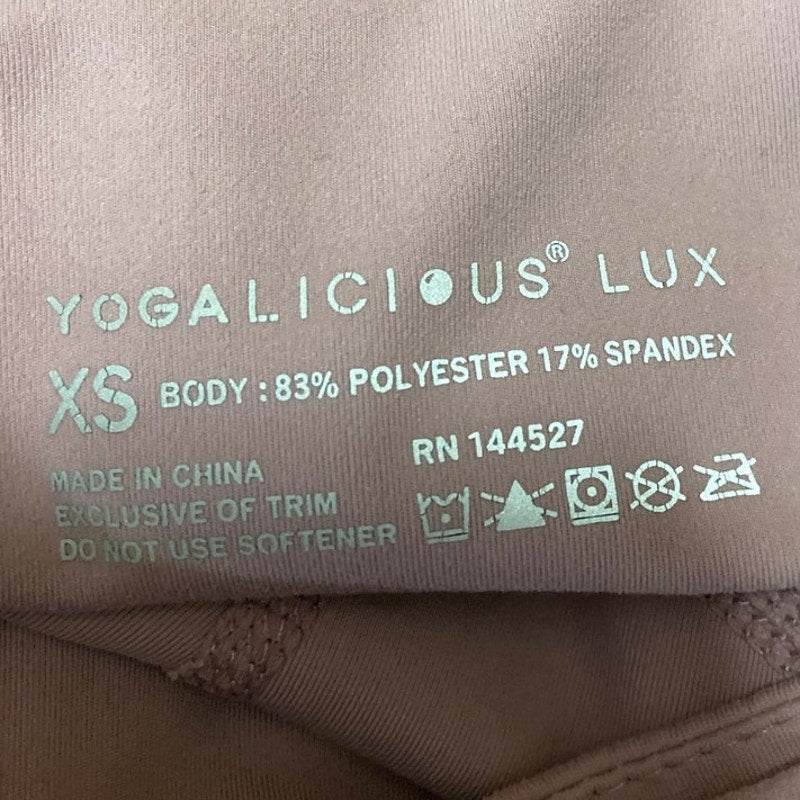 YOGALICIOUS® LUX
XS BODY : 83% POLYESTER 17% SPANDEX
RN 144527
MADE IN CHINA
EXCLUSIVE OF TRIM
DO NOT USE SOFTENER